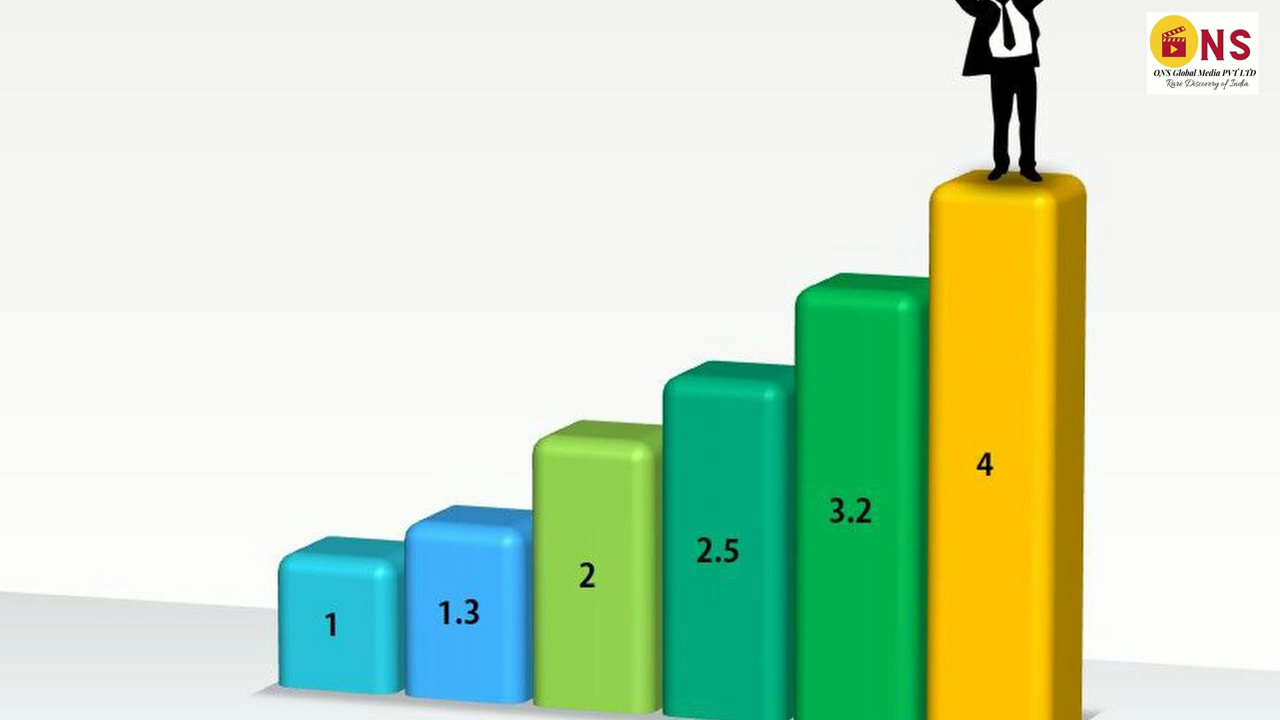 NS
ONS Global Media PVT LTD
Rare Discovery of India
1
1.3
2
2.5
3.2
4